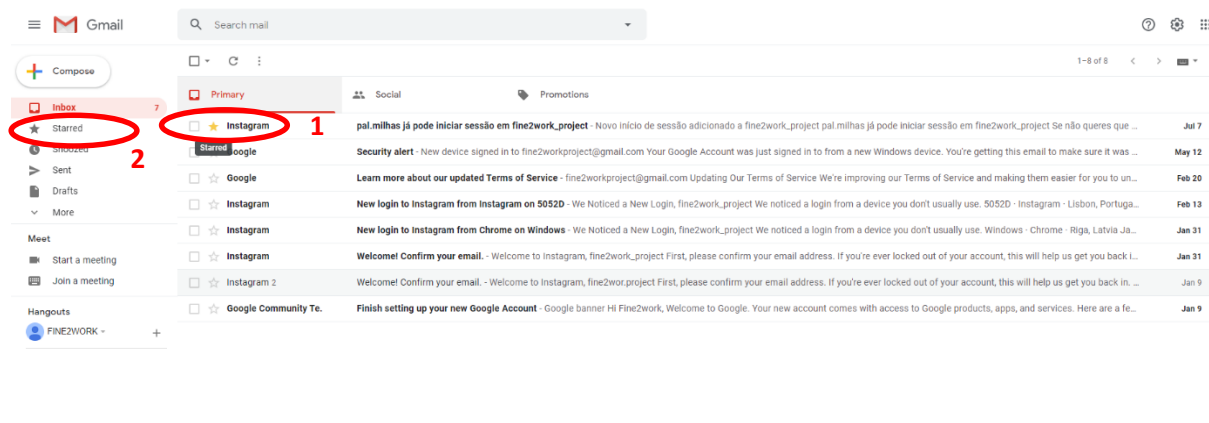 Gmail
Search mail
Compose
1–8 of 8
Primary
Social
Promotions
Inbox 7
Starred
Snoozed
Sent
Drafts
More
1
2
Instagram pal.milhas já pode iniciar sessão em fine2work_project - Novo início de sessão adicionado a fine2work_project pal.milhas já pode iniciar sessão em fine2work_project Se não queres que ... Jul 7
Starred
Google Security alert - New device signed in to fine2workproject@gmail.com Your Google Account was just signed in to from a new Windows device. You're getting this email to make sure it was ... May 12
Google Learn more about our updated Terms of Service - fine2workproject@gmail.com Updating Our Terms of Service We're improving our Terms of Service and making them easier for you to un... Feb 20
Instagram New login to Instagram from Instagram on 5052D - We Noticed a New Login, fine2work_project We noticed a login from a device you don't usually use. 5052D · Instagram · Lisbon, Portuga... Feb 13
Instagram New login to Instagram from Chrome on Windows - We Noticed a New Login, fine2work_project We noticed a login from a device you don't usually use. Windows · Chrome · Riga, Latvia Ja... Jan 31
Instagram Welcome! Confirm your email. - Welcome to Instagram, fine2work_project First, please confirm your email address. If you're ever locked out of your account, this will help us get you back i... Jan 31
Instagram 2 Welcome! Confirm your email. - Welcome to Instagram, fine2wor.project First, please confirm your email address. If you're ever locked out of your account, this will help us get you back in. ... Jan 9
Google Community Te. Finish setting up your new Google Account - Google banner Hi Fine2work, Welcome to Google. Your new account comes with access to Google products, apps, and services. Here are a fe... Jan 9
Meet
Start a meeting
Join a meeting
Hangouts
FINE2WORK